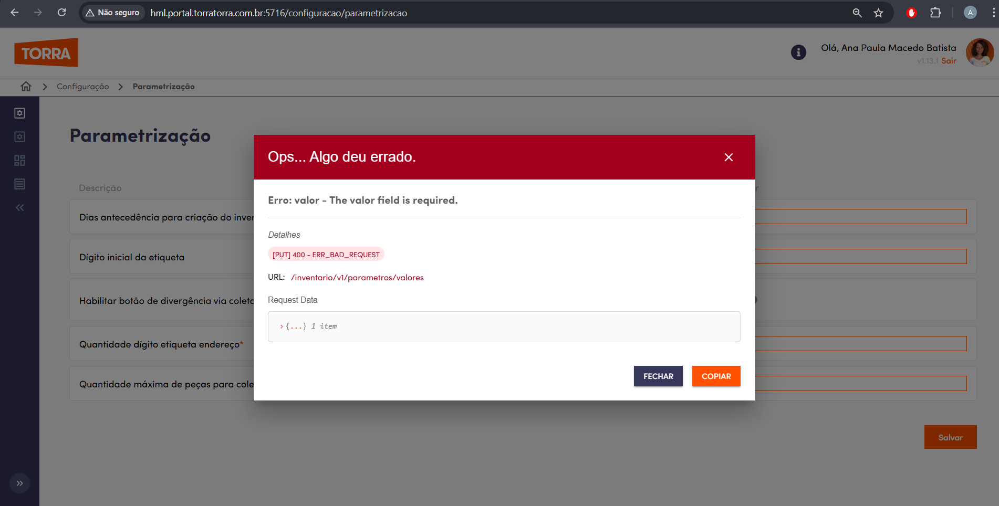 Não seguro
hml.portal.torratorra.com.br:5716/configuracao/parametrizacao
A
TORRA
Olá, Ana Paula Macedo Batista
v1.13.1 Sair
Configuração
Parametrização
Parametrização
Ops... Algo deu errado.
Erro: valor - The valor field is required.
Detalhes
[PUT] 400 - ERR_BAD_REQUEST
URL: /inventario/v1/parametros/valores
Request Data
{...} 1 item
FECHAR
COPIAR
Descrição
r
Dias antecedência para criação do inver
Dígito inicial da etiqueta
Habilitar botão de divergência via coleto
Quantidade dígito etiqueta endereço*
Quantidade máxima de peças para cole
Salvar